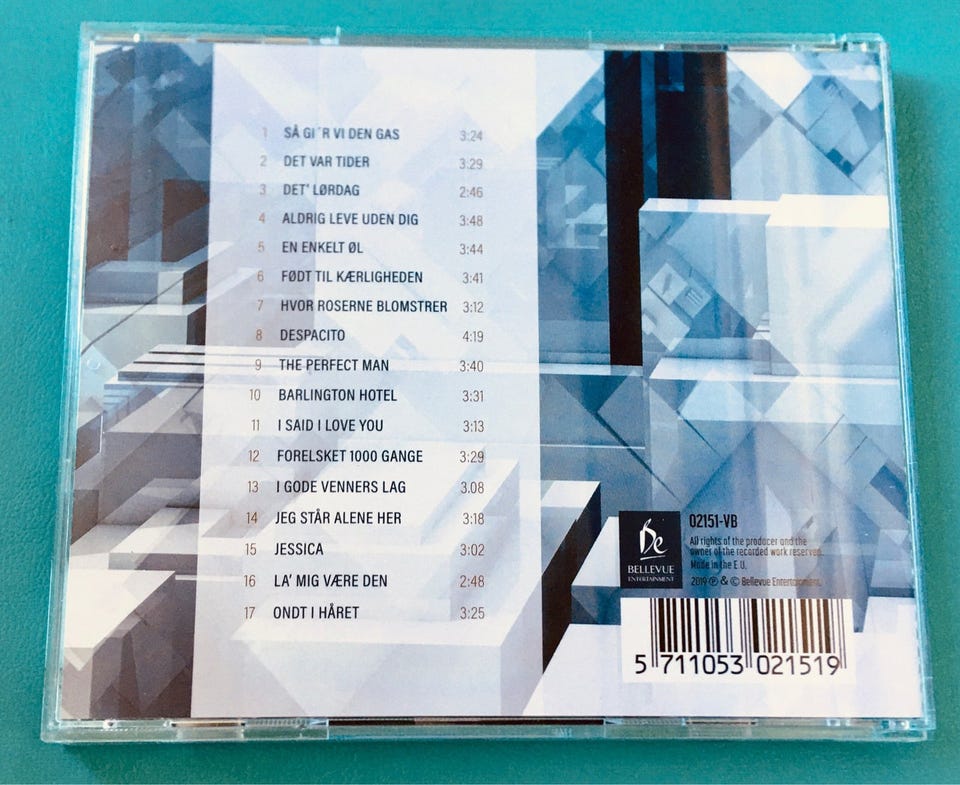 1 SÅ GI´R VI DEN GAS 3:24
2 DET VAR TIDER 3:29
3 DET' LØRDAG 2:46
4 ALDRIG LEVE UDEN DIG 3:48
5 EN ENKELT ØL 3:44
6 FØDT TIL KÆRLIGHEDEN 3:41
7 HVOR ROSERNE BLOMSTRER 3:12
8 DESPACITO 4:19
9 THE PERFECT MAN 3:40
10 BARLINGTON HOTEL 3:31
11 I SAID I LOVE YOU 3:13
12 FORELSKET 1000 GANGE 3:29
13 I GODE VENNERS LAG 3.08
14 JEG STÅR ALENE HER 3:18
15 JESSICA 3:02
16 LA' MIG VÆRE DEN 2:48
17 ONDT I HÅRET 3:25
Be
BELLEVUE
ENTERTAINMENT
02151-VB
All rights of the producer and the
owner of the recorded work reserved.
Made in the E.U.
2019 ℗ & © Bellevue Entertainment.
5 711053 021519